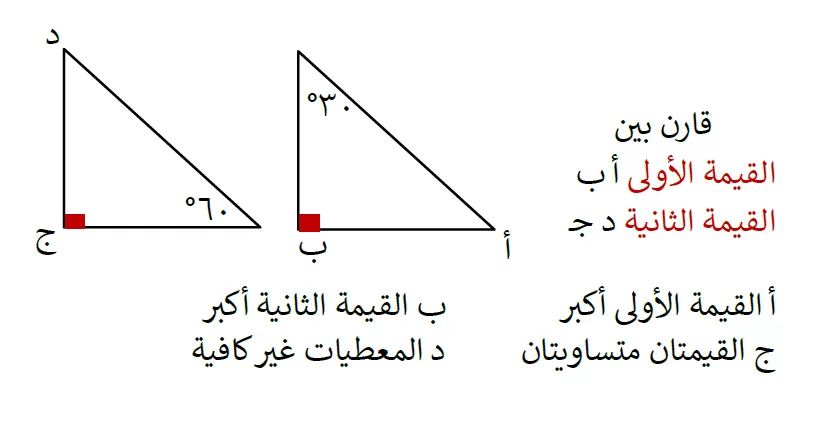 د
°٣٠
قارن بين
القيمة الأولى أ ب
°٦٠
القيمة الثانية د جـ
ج
ب
أ
أ القيمة الأولى أكبر
ب القيمة الثانية أكبر
ج القيمتان متساويتان
د المعطيات غير كافية